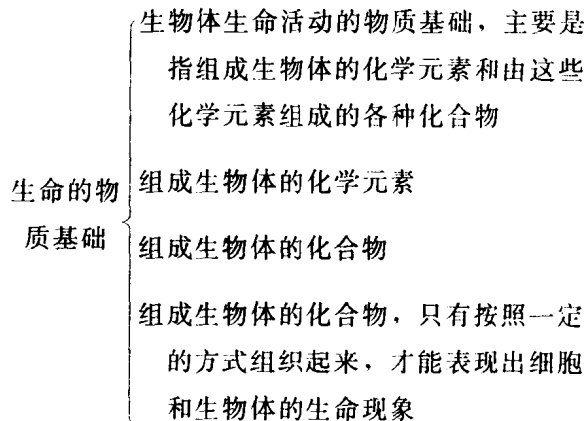 生物体生命活动的物质基础，主要是
指组成生物体的化学元素和由这些
化学元素组成的各种化合物
生命的物
质基础
组成生物体的化学元素
组成生物体的化合物
组成生物体的化合物，只有按照一定
的方式组织起来，才能表现出细胞
和生物体的生命现象